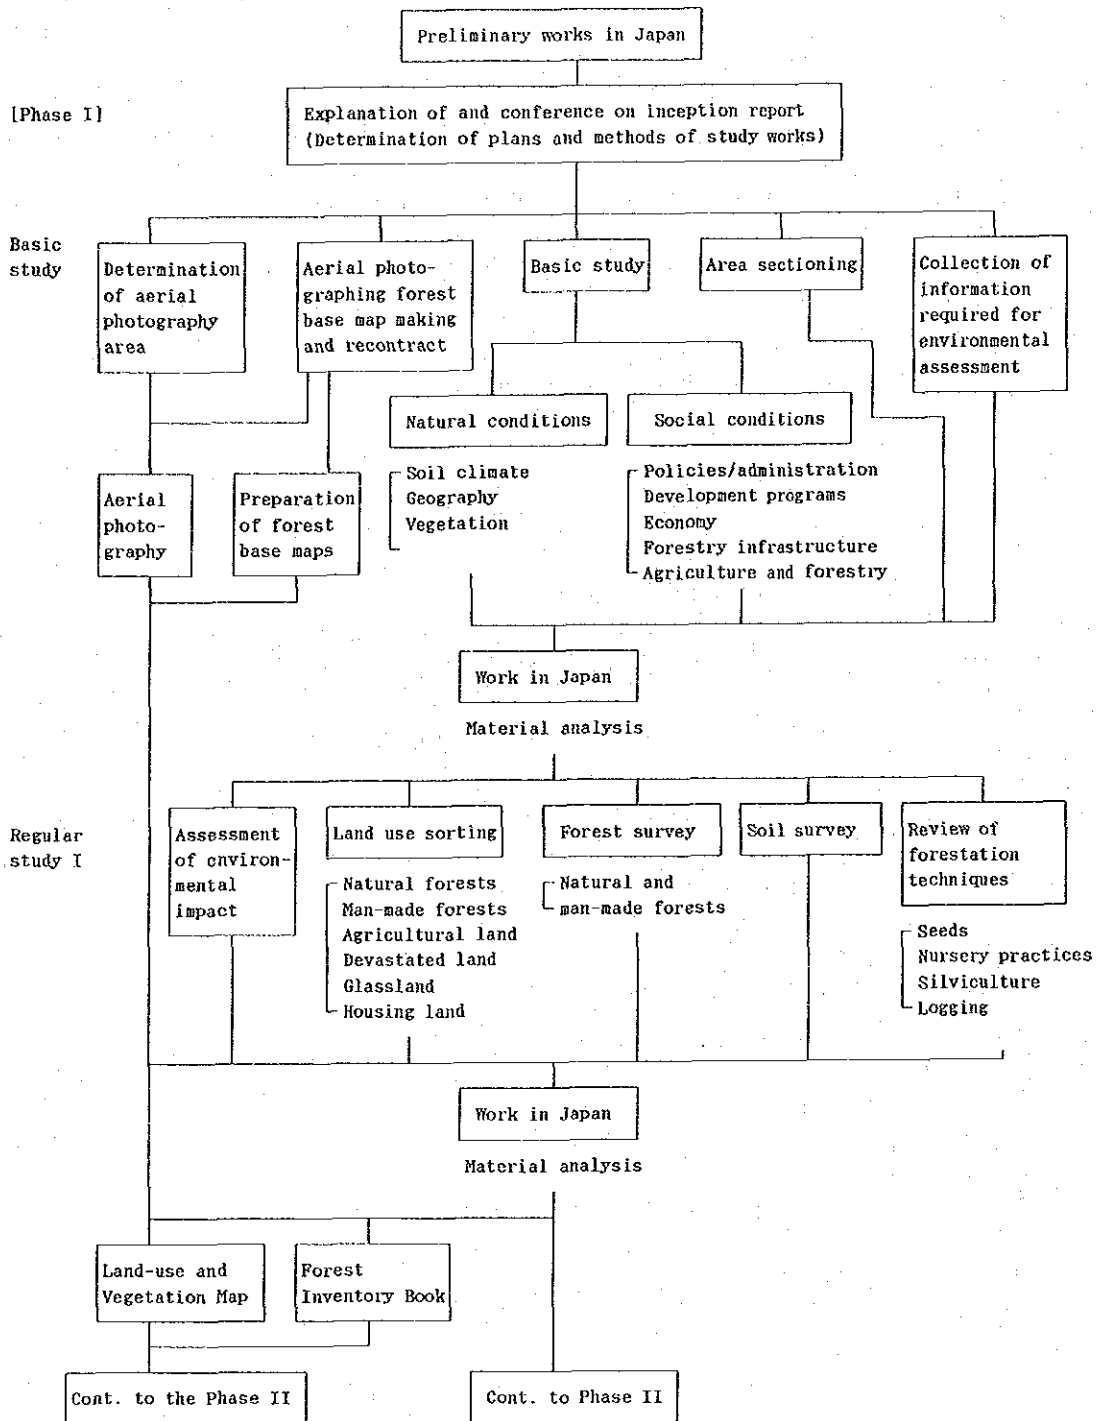 Preliminary works in Japan
[Phase I]
Explanation of and conference on inception report
(Determination of plans and methods of study works)
Basic
study
Determination
of aerial
photography
area
Aerial photo-
graphing forest
base map making
and recontract
Basic study
Area sectioning
Collection of
information
required for
environmental
assessment
Natural conditions
Social conditions
Soil climate
Geography
Vegetation
Policies/administration
Development programs
Economy
Forestry infrastructure
Agriculture and forestry
Aerial
photo-
graphy
Preparation
of forest
base maps
Work in Japan
Material analysis
Regular
study I
Assessment
of environ-
mental
impact
Land use sorting
Forest survey
Soil survey
Review of
forestation
techniques
Natural forests
Man-made forests
Agricultural land
Devastated land
Glassland
Housing land
Natural and
man-made forests
Seeds
Nursery practices
Silviculture
Logging
Work in Japan
Material analysis
Land-use and
Vegetation Map
Forest
Inventory Book
Cont. to the Phase II
Cont. to Phase II